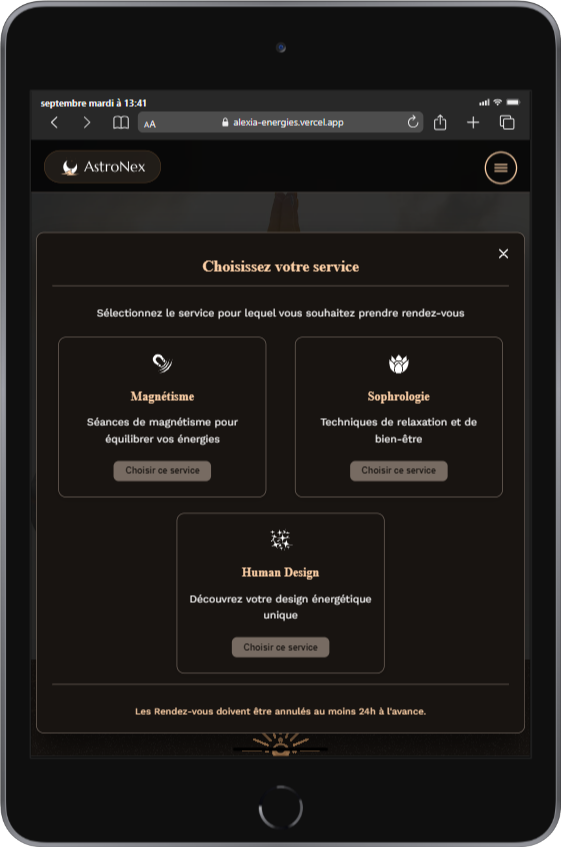 septembre mardi à 13:41
AA
alexia-energies.vercel.app
AstroNex
Choisissez votre service
Sélectionnez le service pour lequel vous souhaitez prendre rendez-vous
Magnétisme
Séances de magnétisme pour
équilibrer vos énergies
Choisir ce service
Sophrologie
Techniques de relaxation et de
bien-être
Choisir ce service
Human Design
Découvrez votre design énergétique
unique
Choisir ce service
Les Rendez-vous doivent être annulés au moins 24h à l'avance.